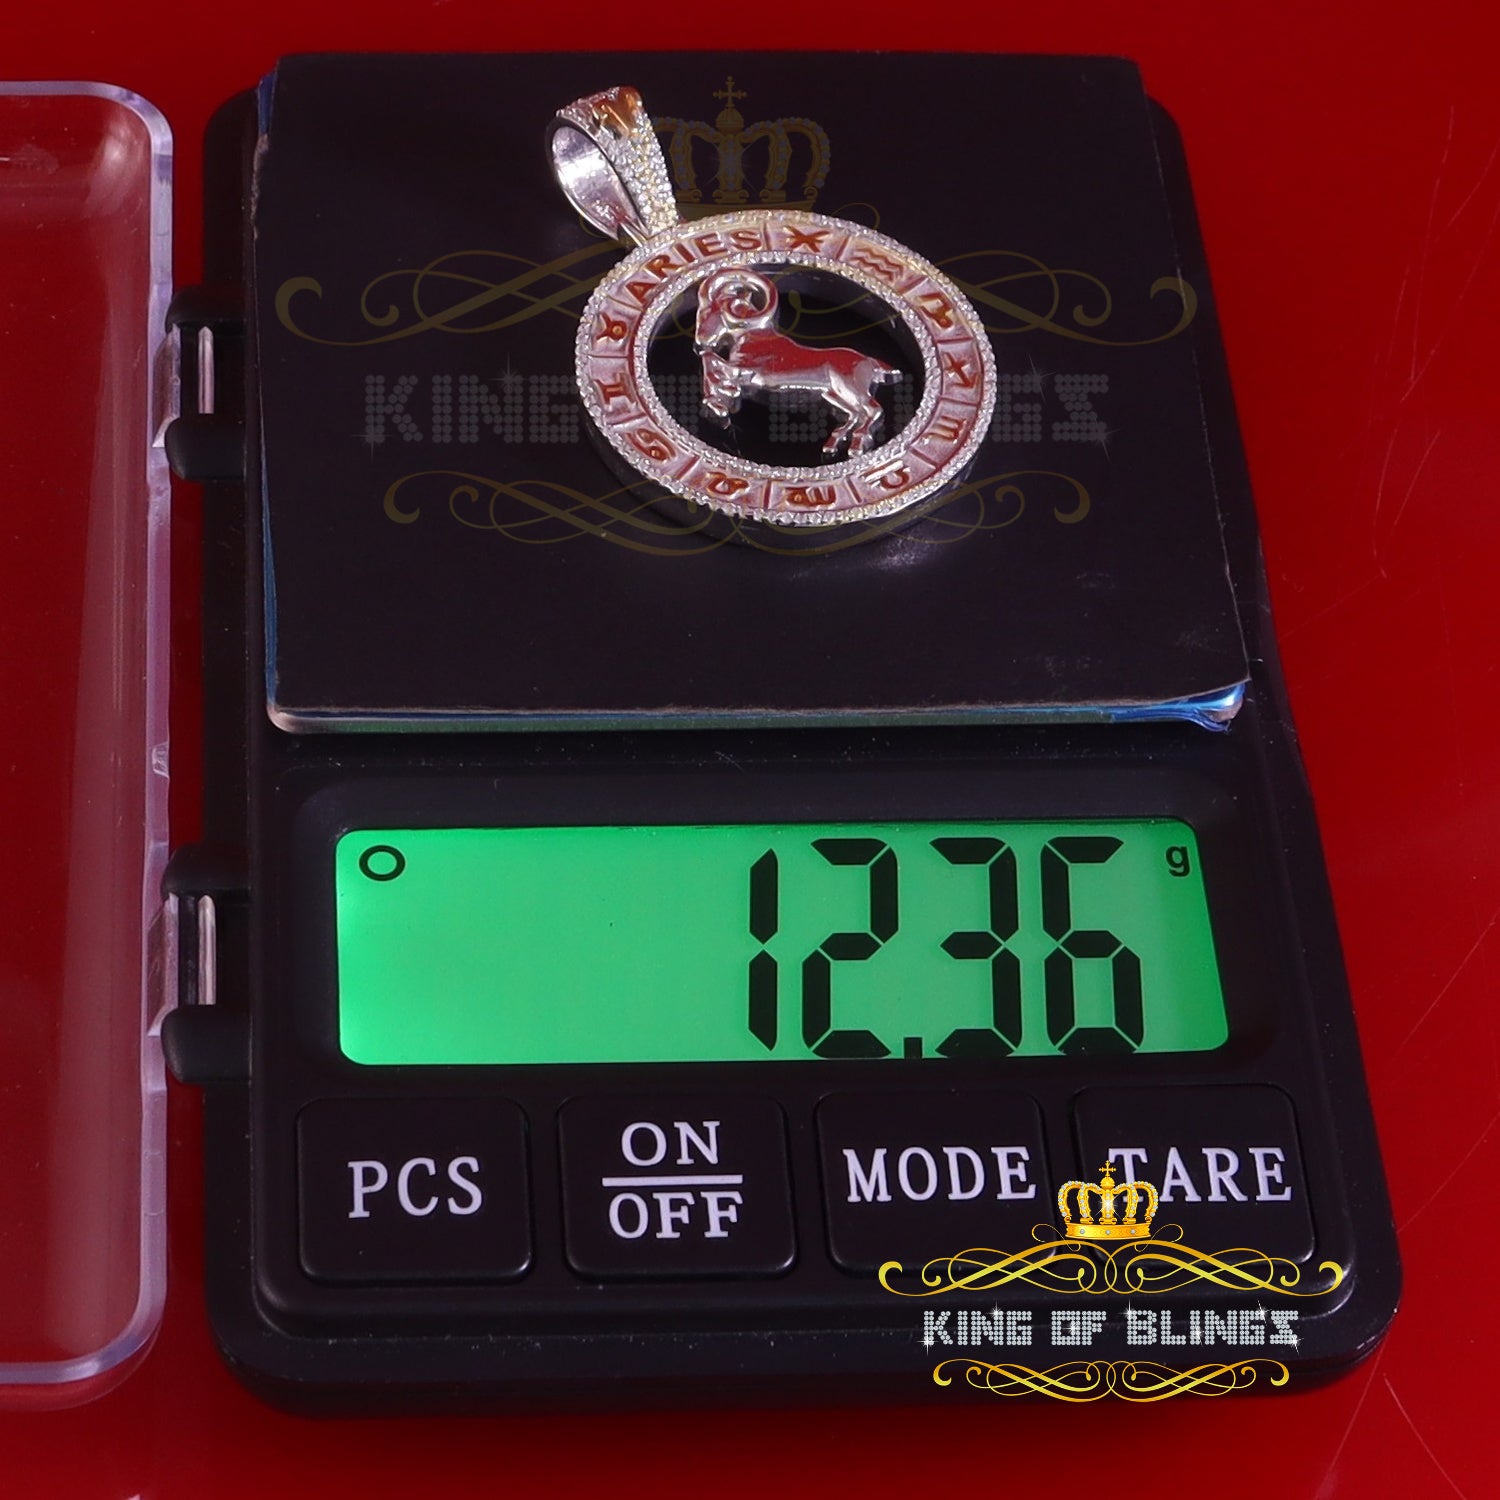 ARIES
KING OF BLINGS
12.36 g
PCS
ON
OFF
MODE
TARE
KING OF BLINGS